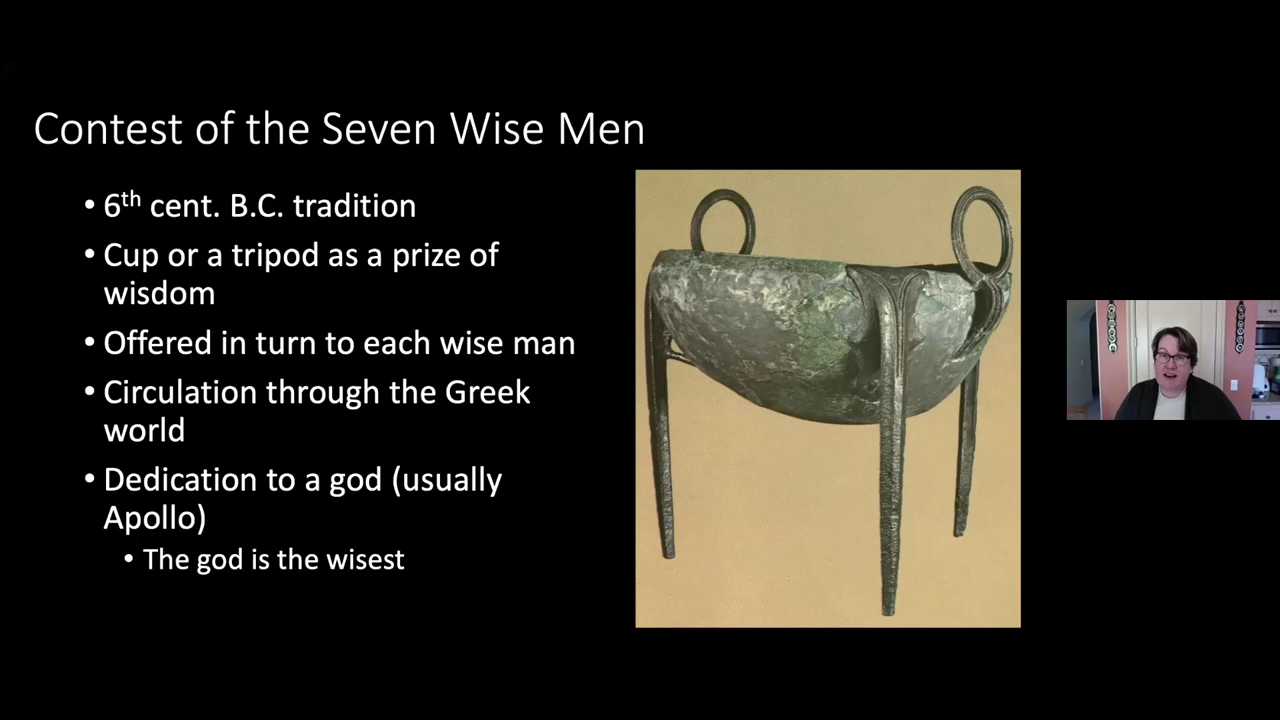 Contest of the Seven Wise Men
• 6th cent. B.C. tradition
• Cup or a tripod as a prize of
wisdom
• Offered in turn to each wise man
• Circulation through the Greek
world
• Dedication to a god (usually
Apollo)
• The god is the wisest